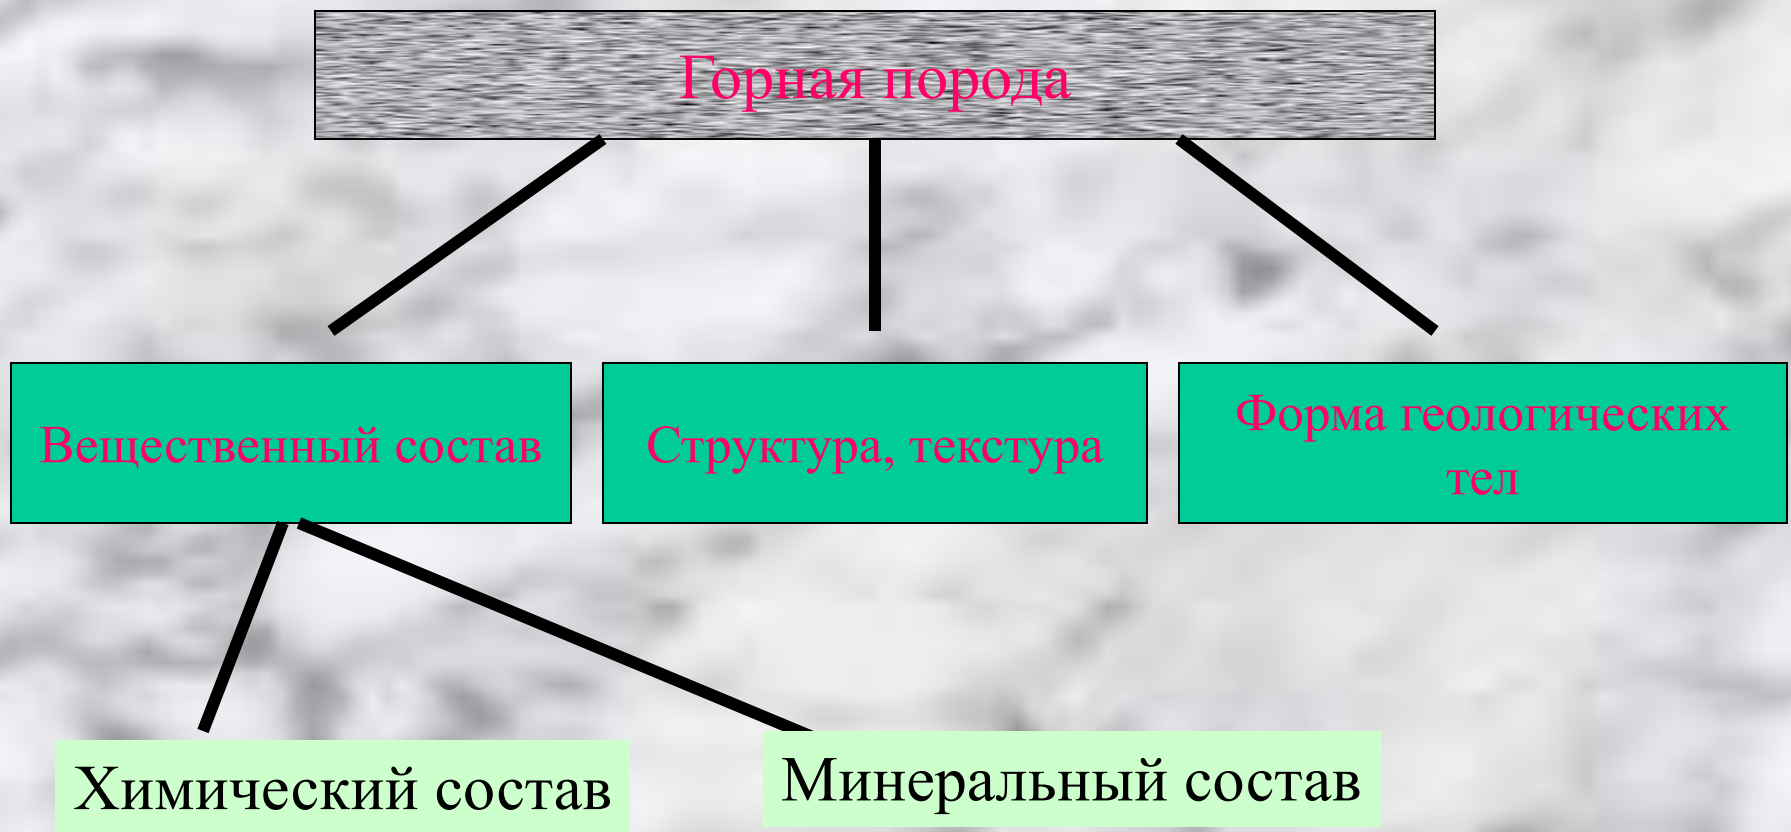 Горная порода
Вещественный состав
Структура, текстура
Форма геологических
тел
Химический состав
Минеральный состав